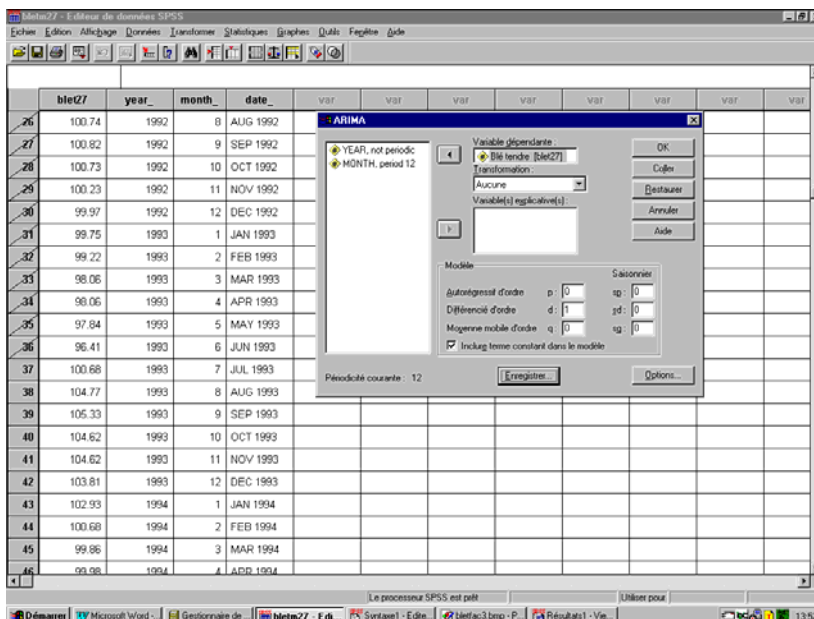 bletm27 - Editeur de données SPSS
Fichier Edition Affichage Données Transformer Statistiques Graphes Outils Fenêtre Aide
blet27 year_ month_ date_ var var var var var var var
26 100.74 1992 8 AUG 1992
27 100.82 1992 9 SEP 1992
28 100.73 1992 10 OCT 1992
29 100.23 1992 11 NOV 1992
30 99.97 1992 12 DEC 1992
31 99.75 1993 1 JAN 1993
32 99.22 1993 2 FEB 1993
33 98.06 1993 3 MAR 1993
34 98.06 1993 4 APR 1993
35 97.84 1993 5 MAY 1993
36 96.41 1993 6 JUN 1993
37 100.68 1993 7 JUL 1993
38 104.77 1993 8 AUG 1993
39 105.33 1993 9 SEP 1993
40 104.62 1993 10 OCT 1993
41 104.62 1993 11 NOV 1993
42 103.81 1993 12 DEC 1993
43 102.93 1994 1 JAN 1994
44 100.68 1994 2 FEB 1994
45 99.86 1994 3 MAR 1994
46 99.98 1994 4 APR 1994
ARIMA
YEAR, not periodic
MONTH, period 12
Variable dépendante :
Blé tendre [blet27]
Transformation :
Aucune
Variable(s) explicative(s) :
OK
Coller
Restaurer
Annuler
Aide
Modèle
Saisonnier
Autorégressif d'ordre p : 0 sp : 0
Différencié d'ordre d : 1 sd : 0
Moyenne mobile d'ordre q : 0 sq : 0
Inclure terme constant dans le modèle
Périodicité courante : 12
Enregistrer...
Options...
Le processeur SPSS est prêt
Utiliser pour
Démarrer Microsoft Word - Gestionnaire de ... bletm27 - Edi... Syntaxe1 - Edite... bletfac3.bmp - P... Résultats1 - Vie...